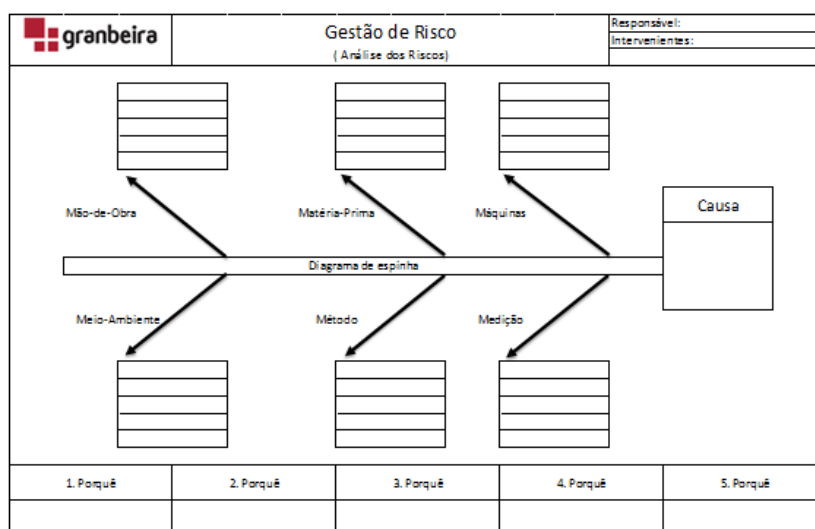 granbeira
Gestão de Risco
( Análise dos Riscos)
Responsável:
Intervenientes:
Mão-de-Obra
Matéria-Prima
Máquinas
Causa
Diagrama de espinha
Meio-Ambiente
Método
Medição
1. Porquê
2. Porquê
3. Porquê
4. Porquê
5. Porquê